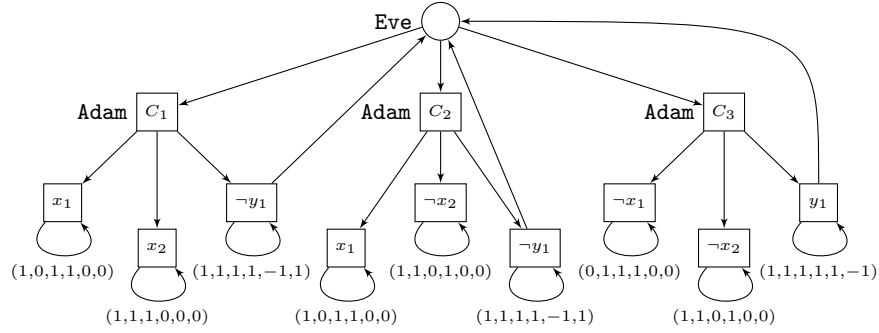 Eve
Adam C₁ Adam C₂ Adam C₃
x₁ ¬y₁ ¬x₂ ¬x₁ y₁
x₂ x₁ ¬y₁ ¬x₂
(1,0,1,1,0,0) (1,1,1,1,-1,1) (1,1,0,1,0,0) (0,1,1,1,0,0) (1,1,1,1,1,-1)
(1,1,1,0,0,0) (1,0,1,1,0,0) (1,1,1,1,-1,1) (1,1,0,1,0,0)